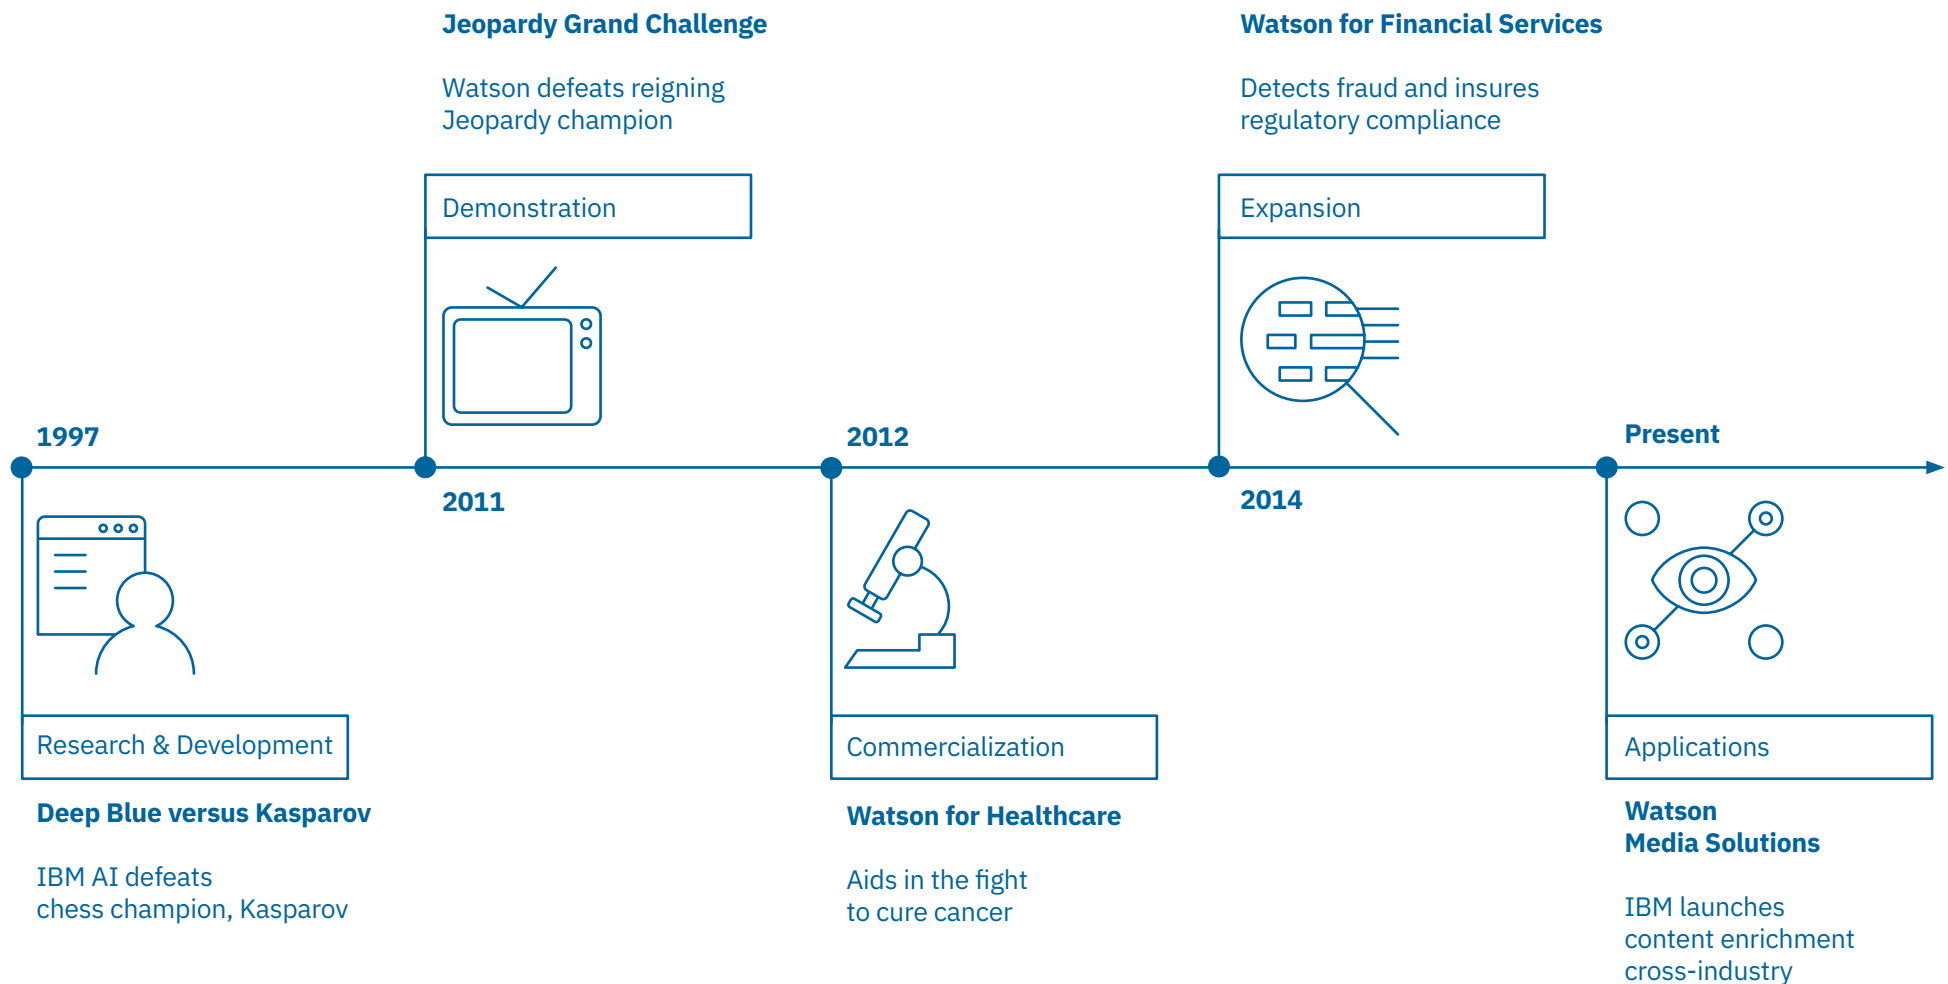 Jeopardy Grand Challenge
Watson defeats reigning
Jeopardy champion
Demonstration
Watson for Financial Services
Detects fraud and insures
regulatory compliance
Expansion
1997
2011
2012
2014
Present
Research & Development
Deep Blue versus Kasparov
IBM AI defeats
chess champion, Kasparov
Commercialization
Watson for Healthcare
Aids in the fight
to cure cancer
Applications
Watson
Media Solutions
IBM launches
content enrichment
cross-industry